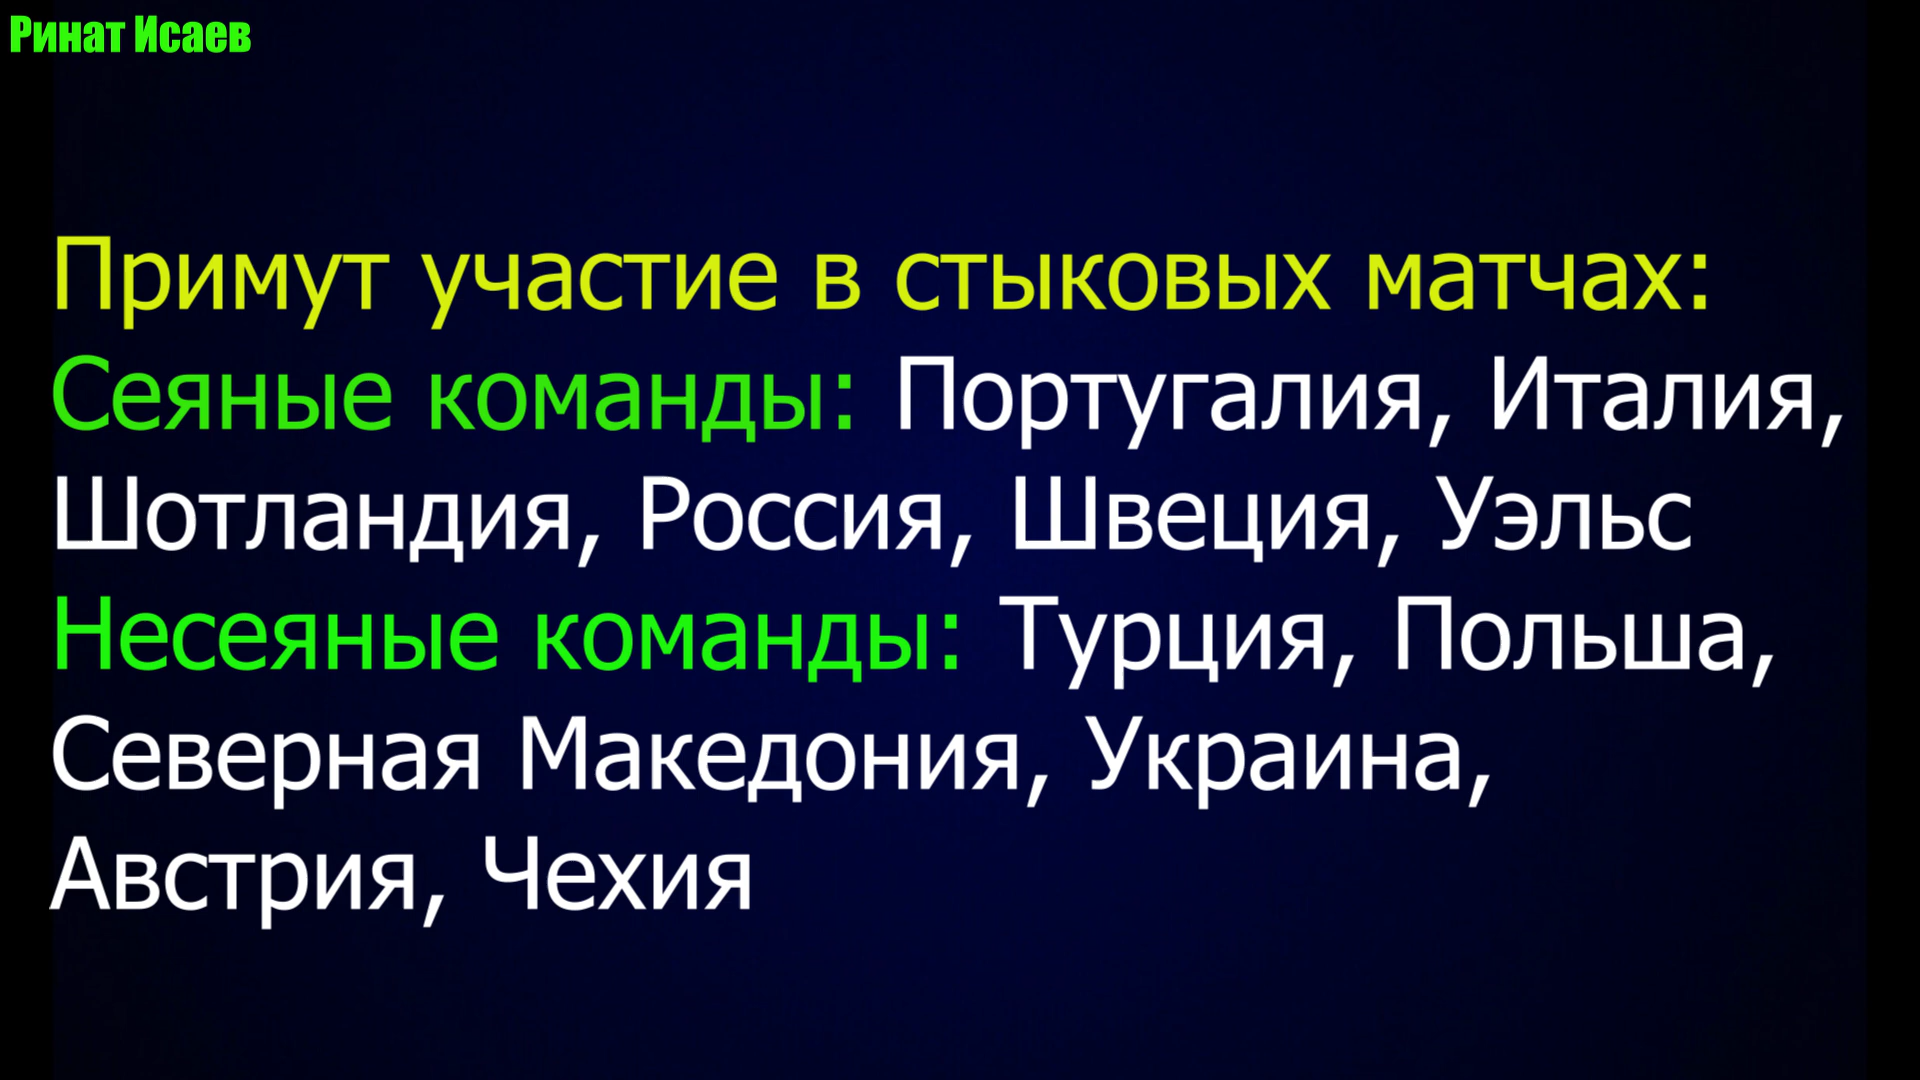 Ринат Исаев
Примут участие в стыковых матчах:
Сеяные команды: Португалия, Италия,
Шотландия, Россия, Швеция, Уэльс
Несеяные команды: Турция, Польша,
Северная Македония, Украина,
Австрия, Чехия